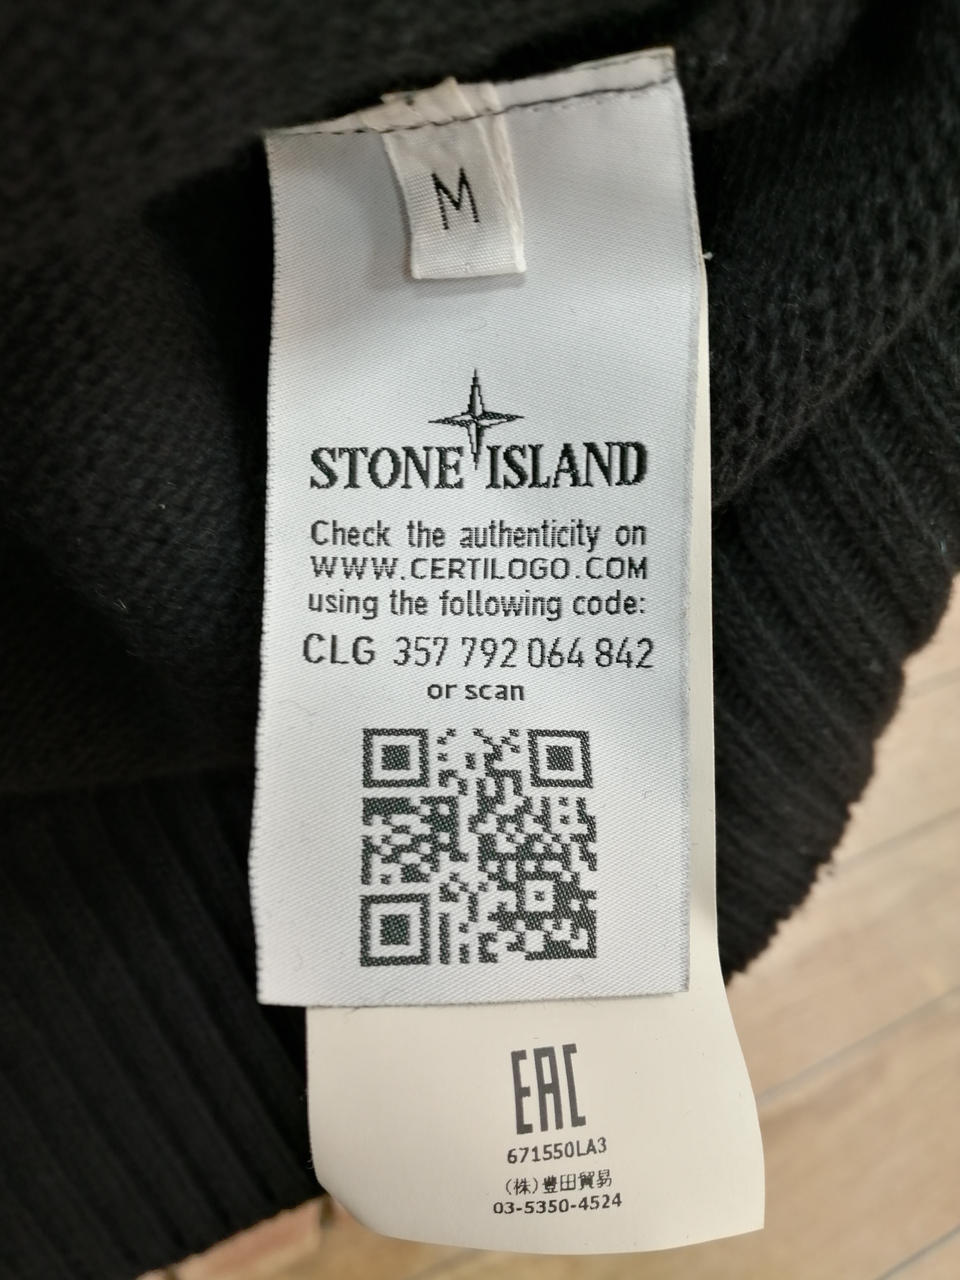 M
STONE ISLAND
Check the authenticity on
WWW.CERTILOGO.COM
using the following code:
CLG 357 792 064 842
or scan
EAC
671550LA3
(株)豊田貿易
03-5350-4524